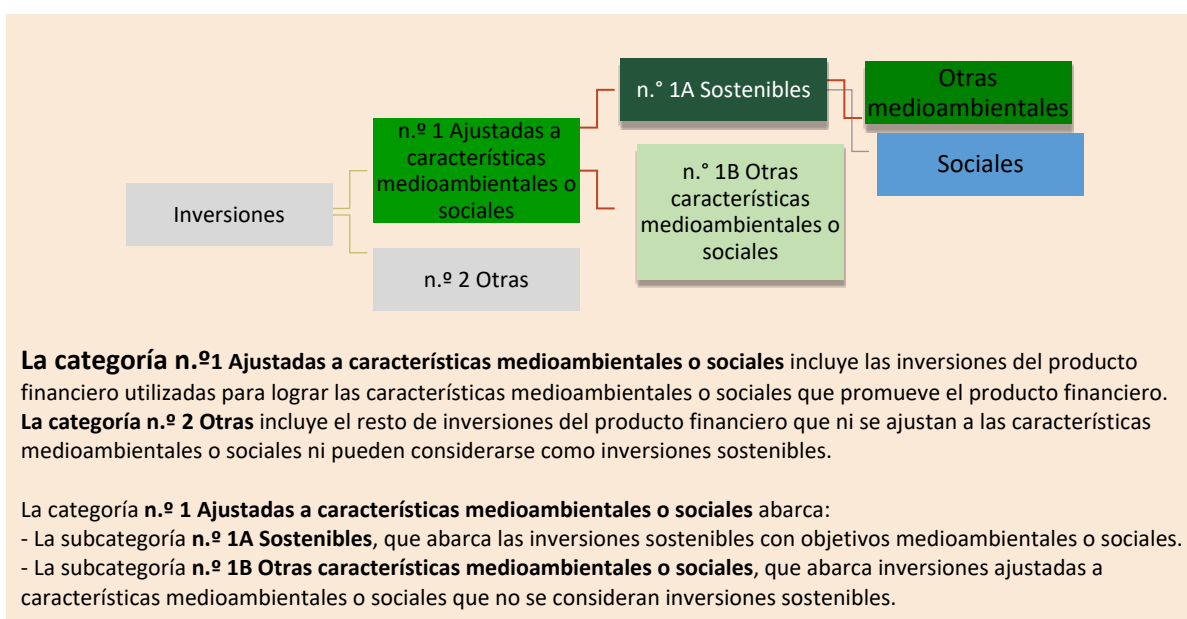 Inversiones
n.º 1 Ajustadas a
características
medioambientales o
sociales
n.º 2 Otras
n.° 1A Sostenibles
n.° 1B Otras
características
medioambientales o
sociales
Otras
medioambientales
Sociales
La categoría n.º1 Ajustadas a características medioambientales o sociales incluye las inversiones del producto
financiero utilizadas para lograr las características medioambientales o sociales que promueve el producto financiero.
La categoría n.º 2 Otras incluye el resto de inversiones del producto financiero que ni se ajustan a las características
medioambientales o sociales ni pueden considerarse como inversiones sostenibles.
La categoría n.º 1 Ajustadas a características medioambientales o sociales abarca:
- La subcategoría n.º 1A Sostenibles, que abarca las inversiones sostenibles con objetivos medioambientales o sociales.
- La subcategoría n.º 1B Otras características medioambientales o sociales, que abarca inversiones ajustadas a
características medioambientales o sociales que no se consideran inversiones sostenibles.